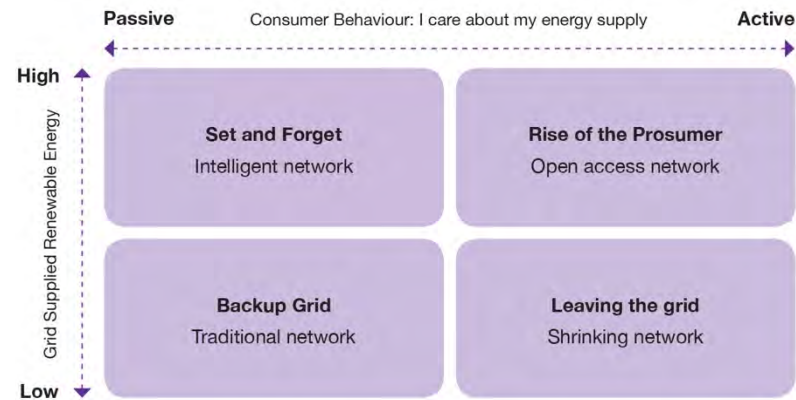 Passive
Consumer Behaviour: I care about my energy supply
Active
High
Grid Supplied Renewable Energy
Low
Set and Forget
Intelligent network
Rise of the Prosumer
Open access network
Backup Grid
Traditional network
Leaving the grid
Shrinking network